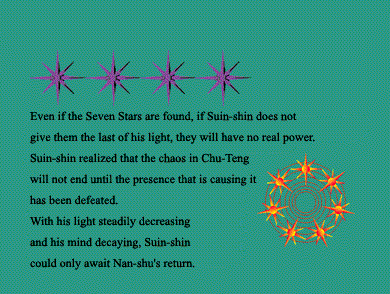 Even if the Seven Stars are found, if Suin-shin does not
give them the last of his light, they will have no real power.
Suin-shin realized that the chaos in Chu-Teng
will not end until the presence that is causing it
has been defeated.
With his light steadily decreasing
and his mind decaying, Suin-shin
could only await Nan-shu's return.